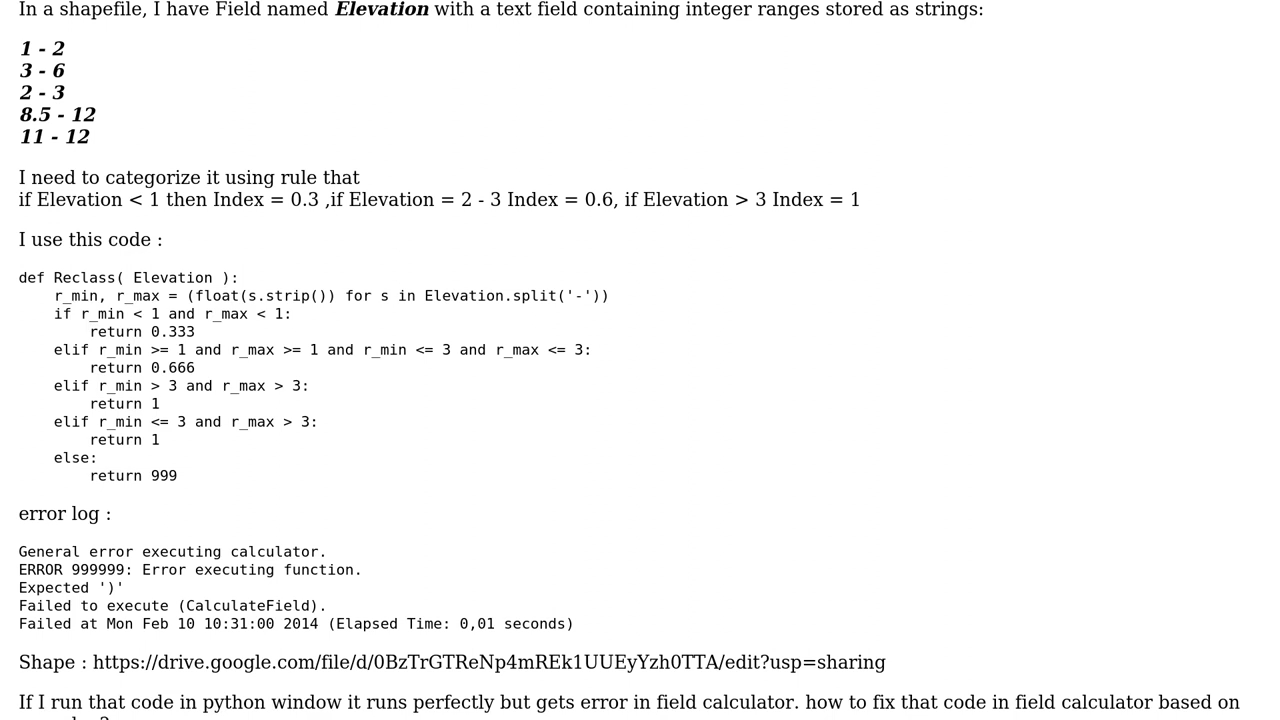 In a shapefile, I have Field named Elevation with a text field containing integer ranges stored as strings:
1 - 2
3 - 6
2 - 3
8.5 - 12
11 - 12
I need to categorize it using rule that
if Elevation < 1 then Index = 0.3 ,if Elevation = 2 - 3 Index = 0.6, if Elevation > 3 Index = 1
I use this code :
def Reclass( Elevation ):
    r_min, r_max = (float(s.strip()) for s in Elevation.split('-'))
    if r_min < 1 and r_max < 1:
        return 0.333
    elif r_min >= 1 and r_max >= 1 and r_min <= 3 and r_max <= 3:
        return 0.666
    elif r_min > 3 and r_max > 3:
        return 1
    elif r_min <= 3 and r_max > 3:
        return 1
    else:
        return 999
error log :
General error executing calculator.
ERROR 999999: Error executing function.
Expected ')'
Failed to execute (CalculateField).
Failed at Mon Feb 10 10:31:00 2014 (Elapsed Time: 0,01 seconds)
Shape : https://drive.google.com/file/d/0BzTrGTReNp4mREk1UUEyYzh0TTA/edit?usp=sharing
If I run that code in python window it runs perfectly but gets error in field calculator. how to fix that code in field calculator based on